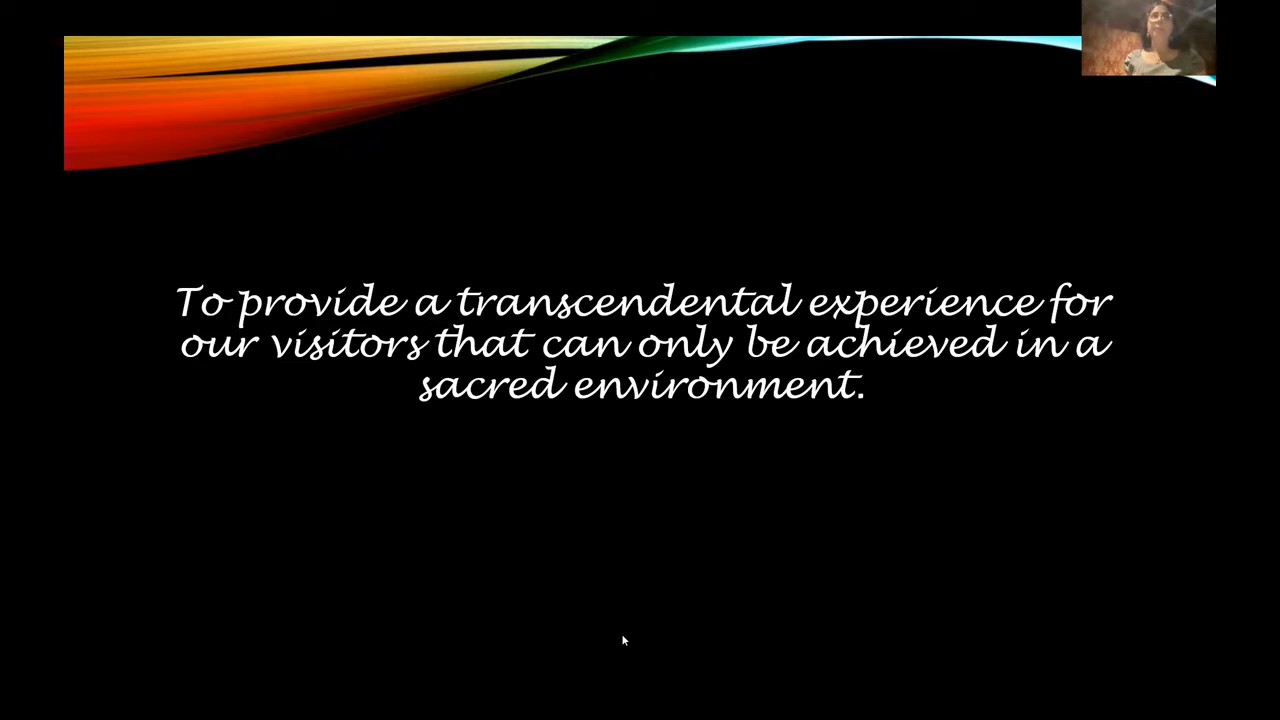 To provide a transcendental experience for
our visitors that can only be achieved in a
sacred environment.